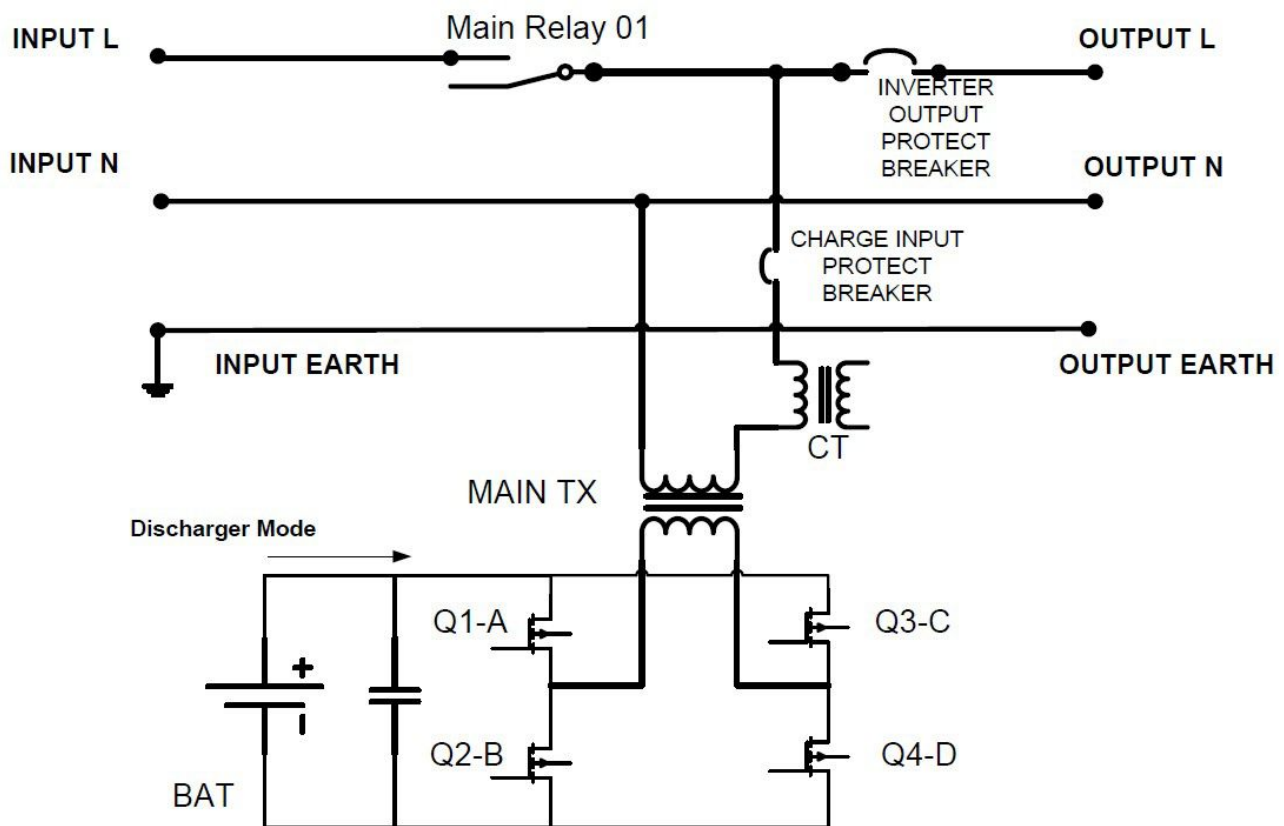 Main Relay 01
INPUT L
OUTPUT L
INVERTER
OUTPUT
PROTECT
BREAKER
INPUT N
OUTPUT N
CHARGE INPUT
PROTECT
BREAKER
INPUT EARTH
OUTPUT EARTH
CT
MAIN TX
Discharger Mode
Q1-A
Q3-C
+
Q2-B
Q4-D
BAT